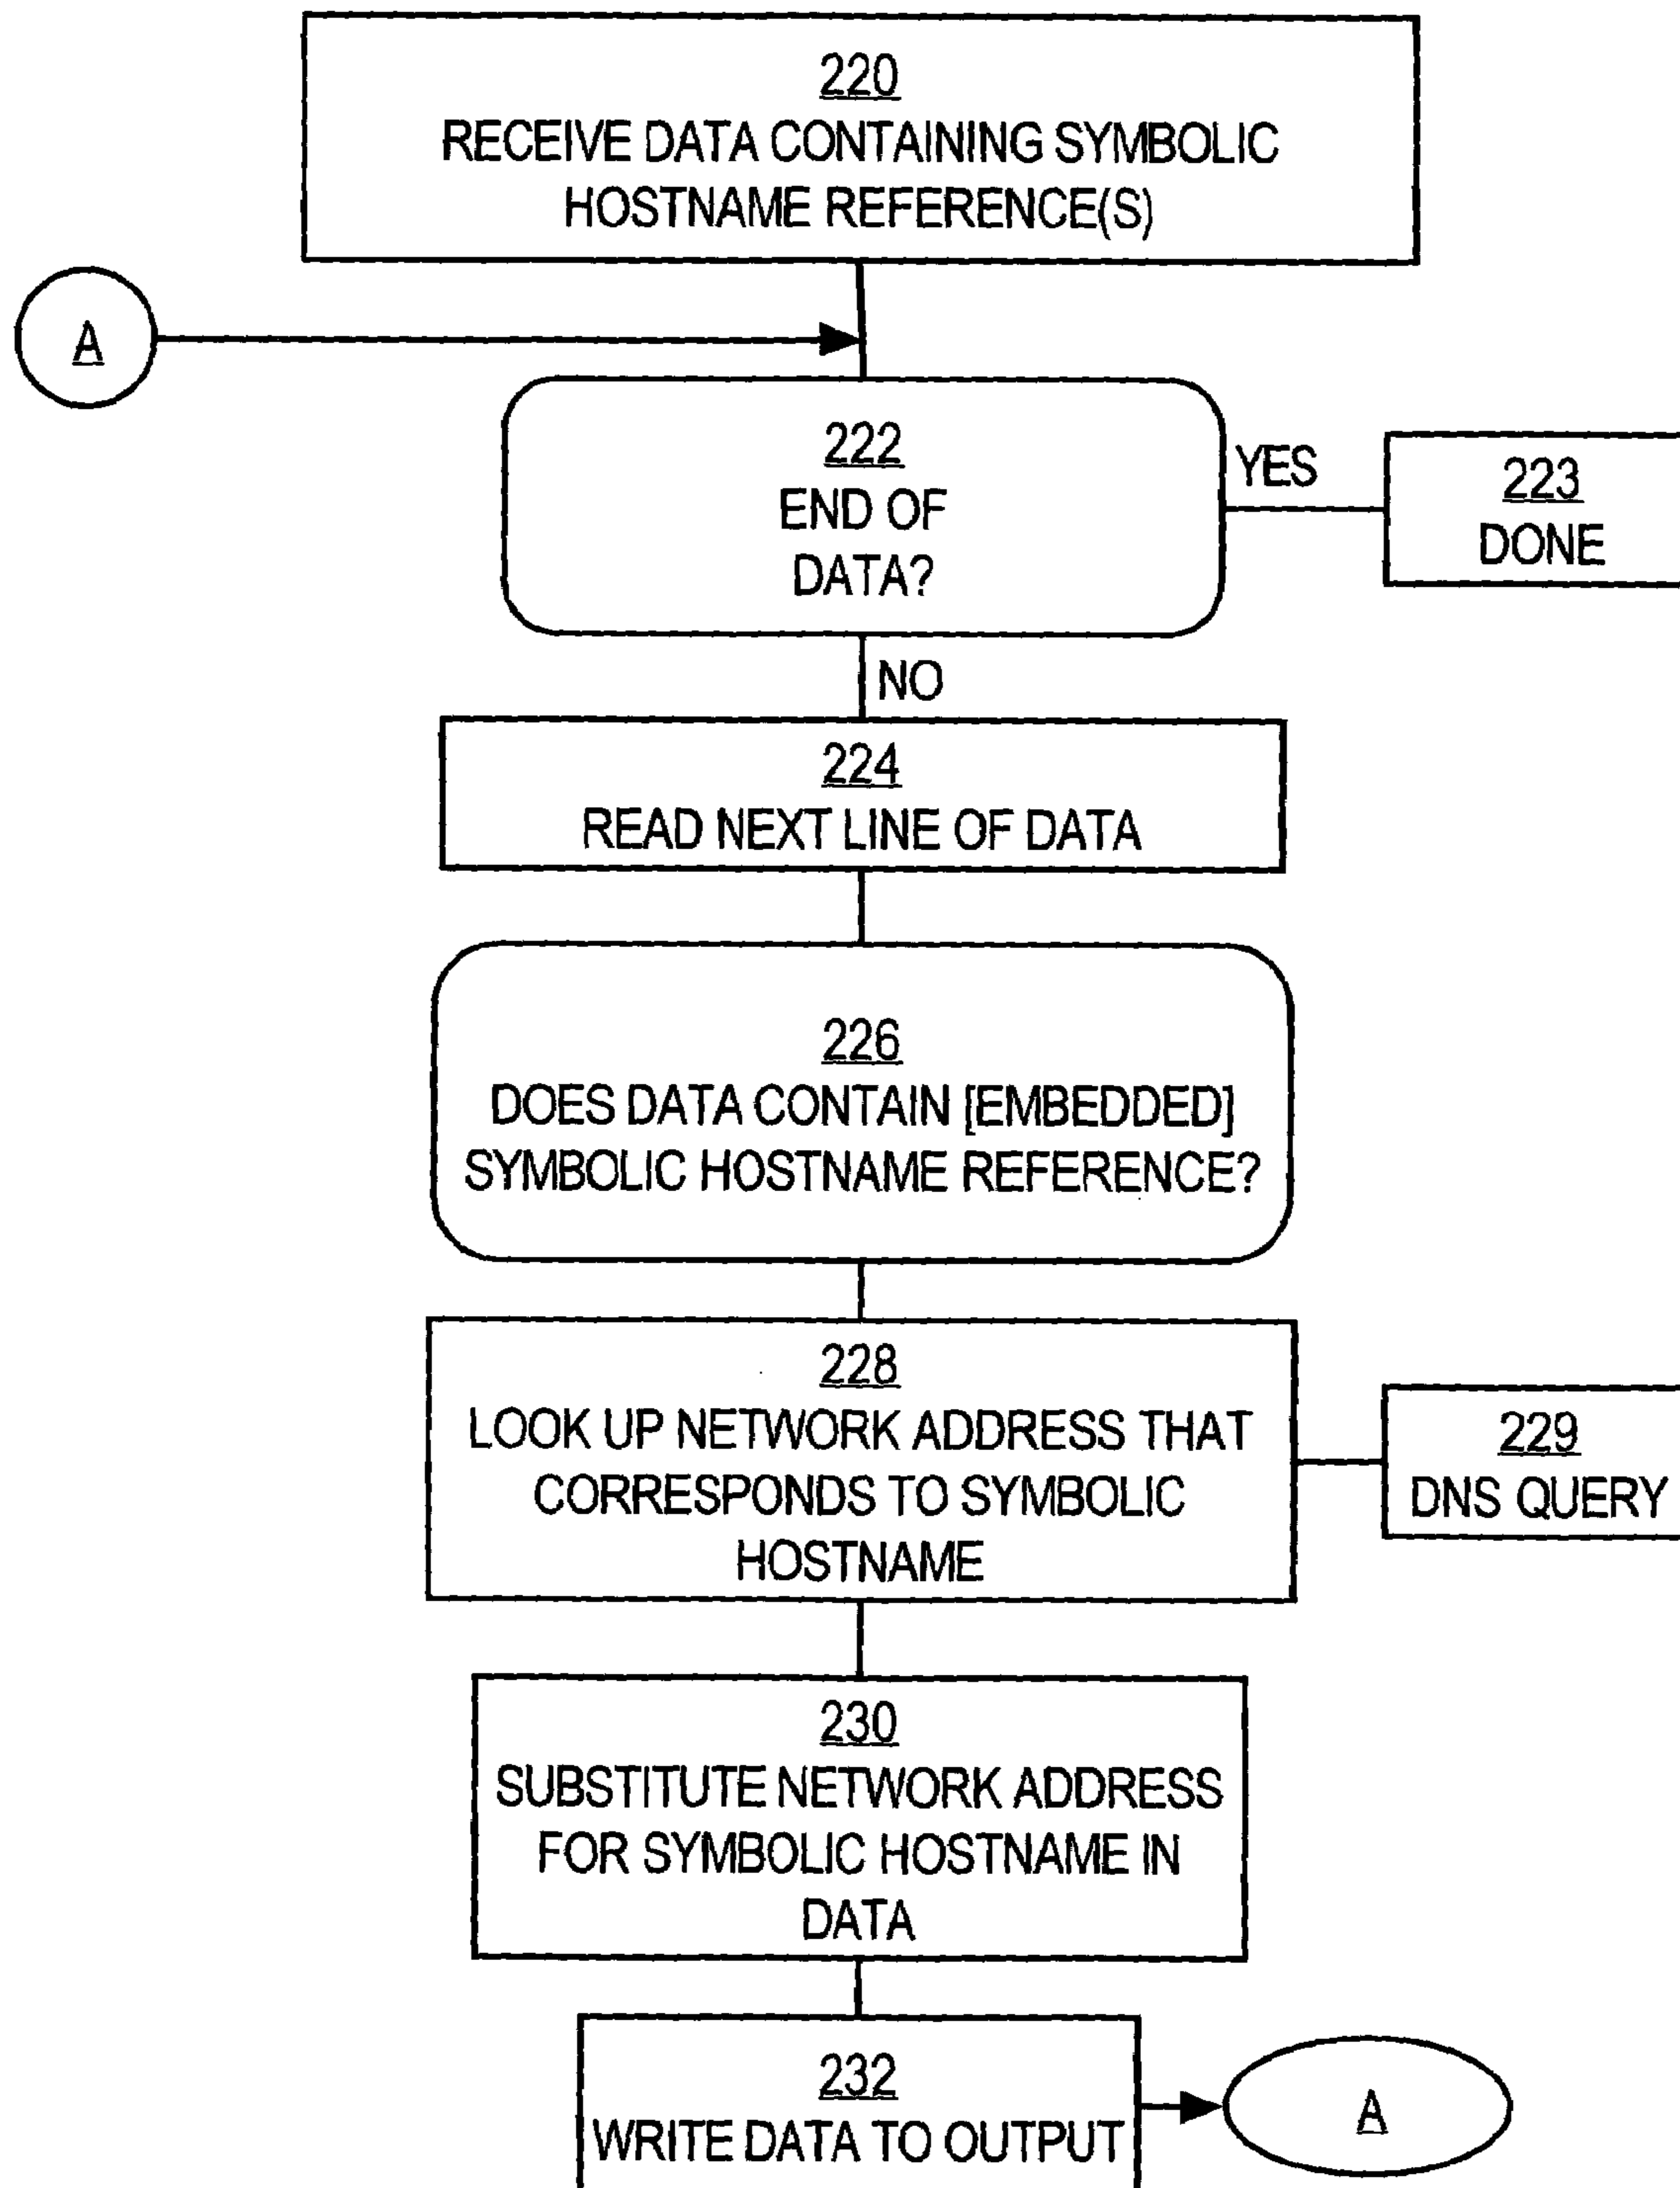 220
RECEIVE DATA CONTAINING SYMBOLIC
HOSTNAME REFERENCE(S)
A
222
END OF
DATA?
YES
223
DONE
NO
224
READ NEXT LINE OF DATA
226
DOES DATA CONTAIN [EMBEDDED]
SYMBOLIC HOSTNAME REFERENCE?
228
LOOK UP NETWORK ADDRESS THAT
CORRESPONDS TO SYMBOLIC
HOSTNAME
229
DNS QUERY
230
SUBSTITUTE NETWORK ADDRESS
FOR SYMBOLIC HOSTNAME IN
DATA
232
WRITE DATA TO OUTPUT
A